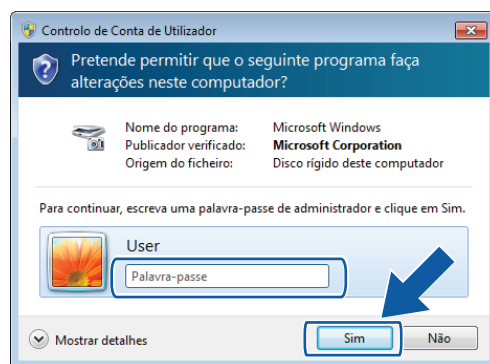 Controlo de Conta de Utilizador
Pretende permitir que o seguinte programa faça
alterações neste computador?
Nome do programa: Microsoft Windows
Publicador verificado: Microsoft Corporation
Origem do ficheiro: Disco rígido deste computador
Para continuar, escreva uma palavra-passe de administrador e clique em Sim.
User
Palavra-passe
Mostrar detalhes Sim Não